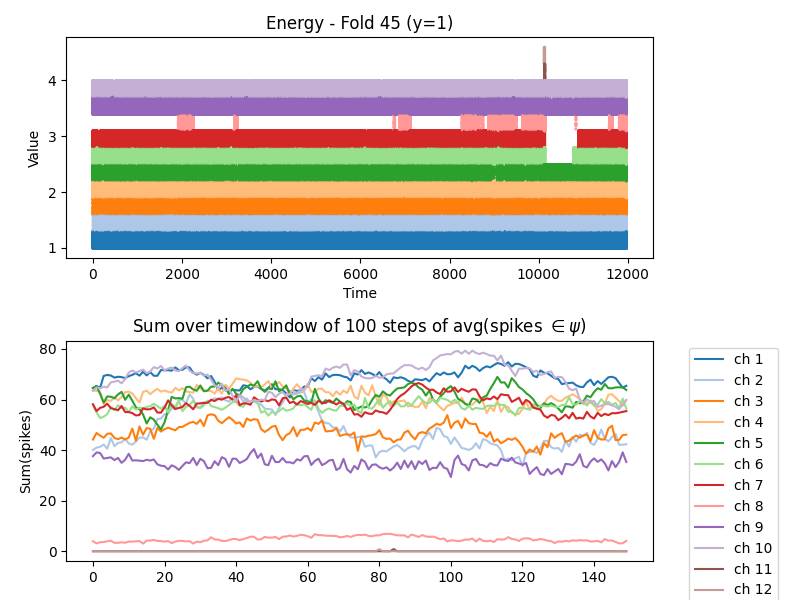 Energy - Fold 45 (y=1)
Value
4
3
2
1
0 2000 4000 6000 8000 10000 12000
Time
Sum over timewindow of 100 steps of avg(spikes ∈ ψ)
Sum(spikes)
80
60
40
20
0
0 20 40 60 80 100 120 140
ch 1
ch 2
ch 3
ch 4
ch 5
ch 6
ch 7
ch 8
ch 9
ch 10
ch 11
ch 12